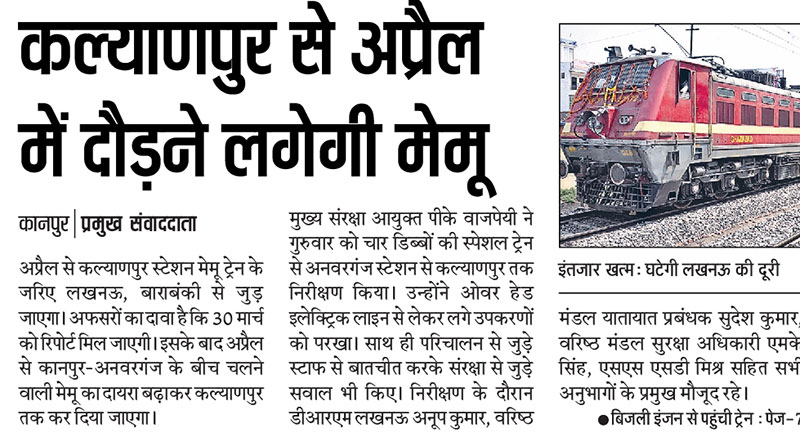 कल्याणपुर से अप्रैल
में दौड़ने लगेगी मेमू
कानपुर | प्रमुख संवाददाता
अप्रैल से कल्याणपुर स्टेशन मेमू ट्रेन के
जरिए लखनऊ, बाराबंकी से जुड़
जाएगा। अफसरों का दावा है कि 30 मार्च
को रिपोर्ट मिल जाएगी। इसके बाद अप्रैल
से कानपुर-अनवरगंज के बीच चलने
वाली मेमू का दायरा बढ़ाकर कल्याणपुर
तक कर दिया जाएगा।
मुख्य संरक्षा आयुक्त पीके वाजपेयी ने
गुरुवार को चार डिब्बों की स्पेशल ट्रेन
से अनवरगंज स्टेशन से कल्याणपुर तक
निरीक्षण किया। उन्होंने ओवर हेड
इलेक्ट्रिक लाइन से लेकर लगे उपकरणों
को परखा। साथ ही परिचालन से जुड़े
स्टाफ से बातचीत करके संरक्षा से जुड़े
सवाल भी किए। निरीक्षण के दौरान
डीआरएम लखनऊ अनूप कुमार, वरिष्ठ
इंतजार खत्म: घटेगी लखनऊ की दूरी
मंडल यातायात प्रबंधक सुदेश कुमार,
वरिष्ठ मंडल सुरक्षा अधिकारी एमके
सिंह, एसएस एसडी मिश्र सहित सभी
अनुभागों के प्रमुख मौजूद रहे।
● बिजली इंजन से पहुंची ट्रेन : पेज-7